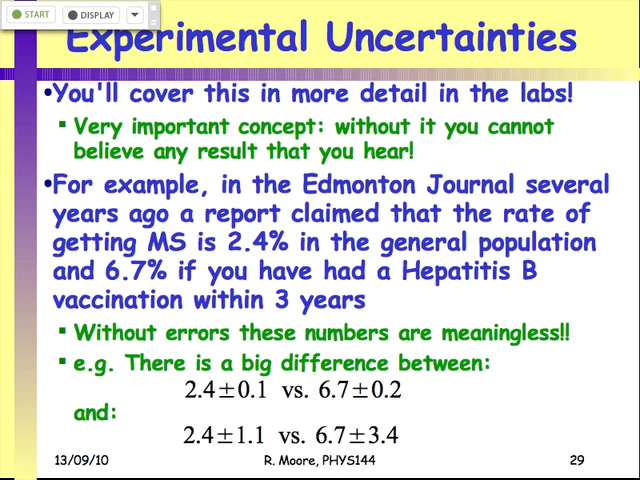 START
DISPLAY
Experimental Uncertainties
•You'll cover this in more detail in the labs!
▪ Very important concept: without it you cannot
believe any result that you hear!
•For example, in the Edmonton Journal several
years ago a report claimed that the rate of
getting MS is 2.4% in the general population
and 6.7% if you have had a Hepatitis B
vaccination within 3 years
▪ Without errors these numbers are meaningless!!
▪ e.g. There is a big difference between:
2.4±0.1 vs. 6.7±0.2
and:
2.4±1.1 vs. 6.7±3.4
13/09/10 R. Moore, PHYS144 29